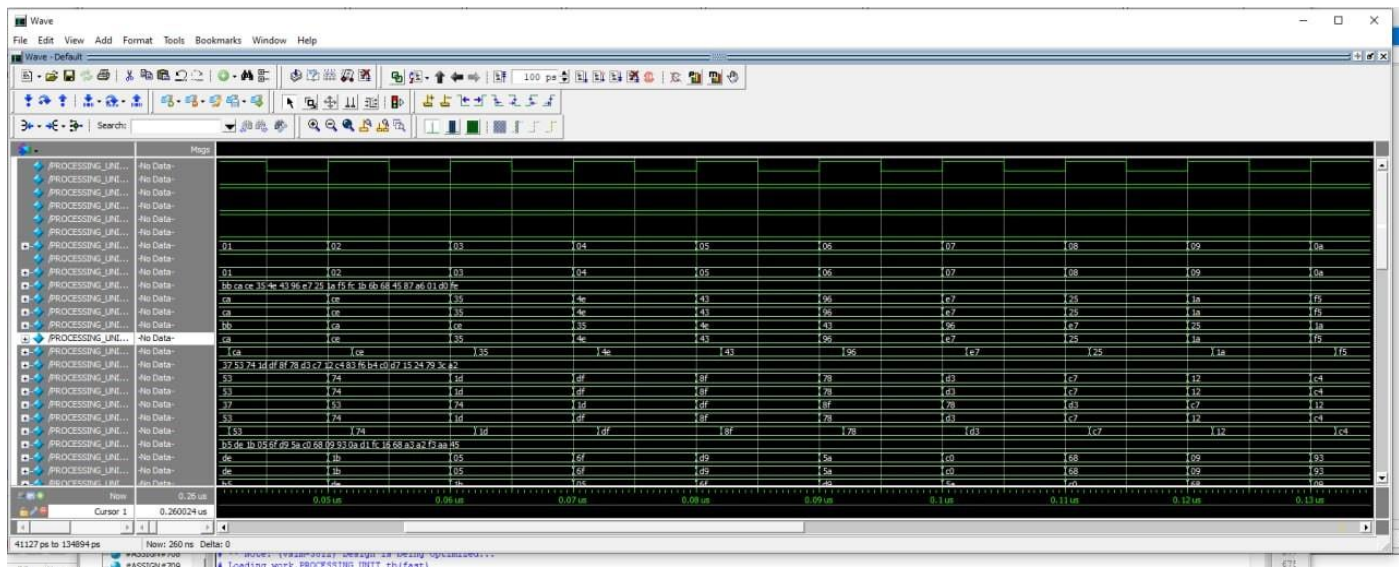 Wave
File Edit View Add Format Tools Bookmarks Window Help
Wave - Default
100 ps
Search:
Msgs
/PROCESSING_UNI... -No Data-
/PROCESSING_UNI... -No Data-
/PROCESSING_UNI... -No Data-
/PROCESSING_UNI... -No Data-
/PROCESSING_UNI... -No Data-
/PROCESSING_UNI... -No Data-
/PROCESSING_UNI... -No Data- 01 02 03 04 05 06 07 08 09 0a
/PROCESSING_UNI... -No Data-
/PROCESSING_UNI... -No Data- 01 02 03 04 05 06 07 08 09 0a
/PROCESSING_UNI... -No Data- bb ca ce 35 4e 43 96 e7 25 1a f5 fc 1b 6b 68 45 87 a6 01 d0 fe
/PROCESSING_UNI... -No Data- ca ce 35 4e 43 96 e7 25 1a f5
/PROCESSING_UNI... -No Data- ca ce 35 4e 43 96 e7 25 1a f5
/PROCESSING_UNI... -No Data- bb ca ce 35 4e 43 96 e7 25 1a
/PROCESSING_UNI... -No Data- ca ce 35 4e 43 96 e7 25 1a f5
/PROCESSING_UNI... -No Data- ca ce 35 4e 43 96 e7 25 1a f5
/PROCESSING_UNI... -No Data- 37 53 74 1d df 8f 78 d3 c7 12 c4 83 f6 b4 c0 d7 15 24 79 3c a2
/PROCESSING_UNI... -No Data- 53 74 1d df 8f 78 d3 c7 12 c4
/PROCESSING_UNI... -No Data- 53 74 1d df 8f 78 d3 c7 12 c4
/PROCESSING_UNI... -No Data- 37 53 74 1d df 8f 78 d3 c7 12
/PROCESSING_UNI... -No Data- 53 74 1d df 8f 78 d3 c7 12 c4
/PROCESSING_UNI... -No Data- 53 74 1d df 8f 78 d3 c7 12 c4
/PROCESSING_UNI... -No Data- b5 de 1b 05 6f d9 5a c0 68 09 93 0a d1 fc 16 68 a3 a2 f3 aa 45
/PROCESSING_UNI... -No Data- de 1b 05 6f d9 5a c0 68 09 93
/PROCESSING_UNI... -No Data- de 1b 05 6f d9 5a c0 68 09 93
Now 0.26 us 0.05 us 0.06 us 0.07 us 0.08 us 0.09 us 0.1 us 0.11 us 0.12 us 0.13 us
Cursor 1 0.260024 us
41127 ps to 134894 ps Now: 260 ns Delta: 0
#ASSIGN#709 # Loading work.PROCESSING_UNIT_tb(fast)